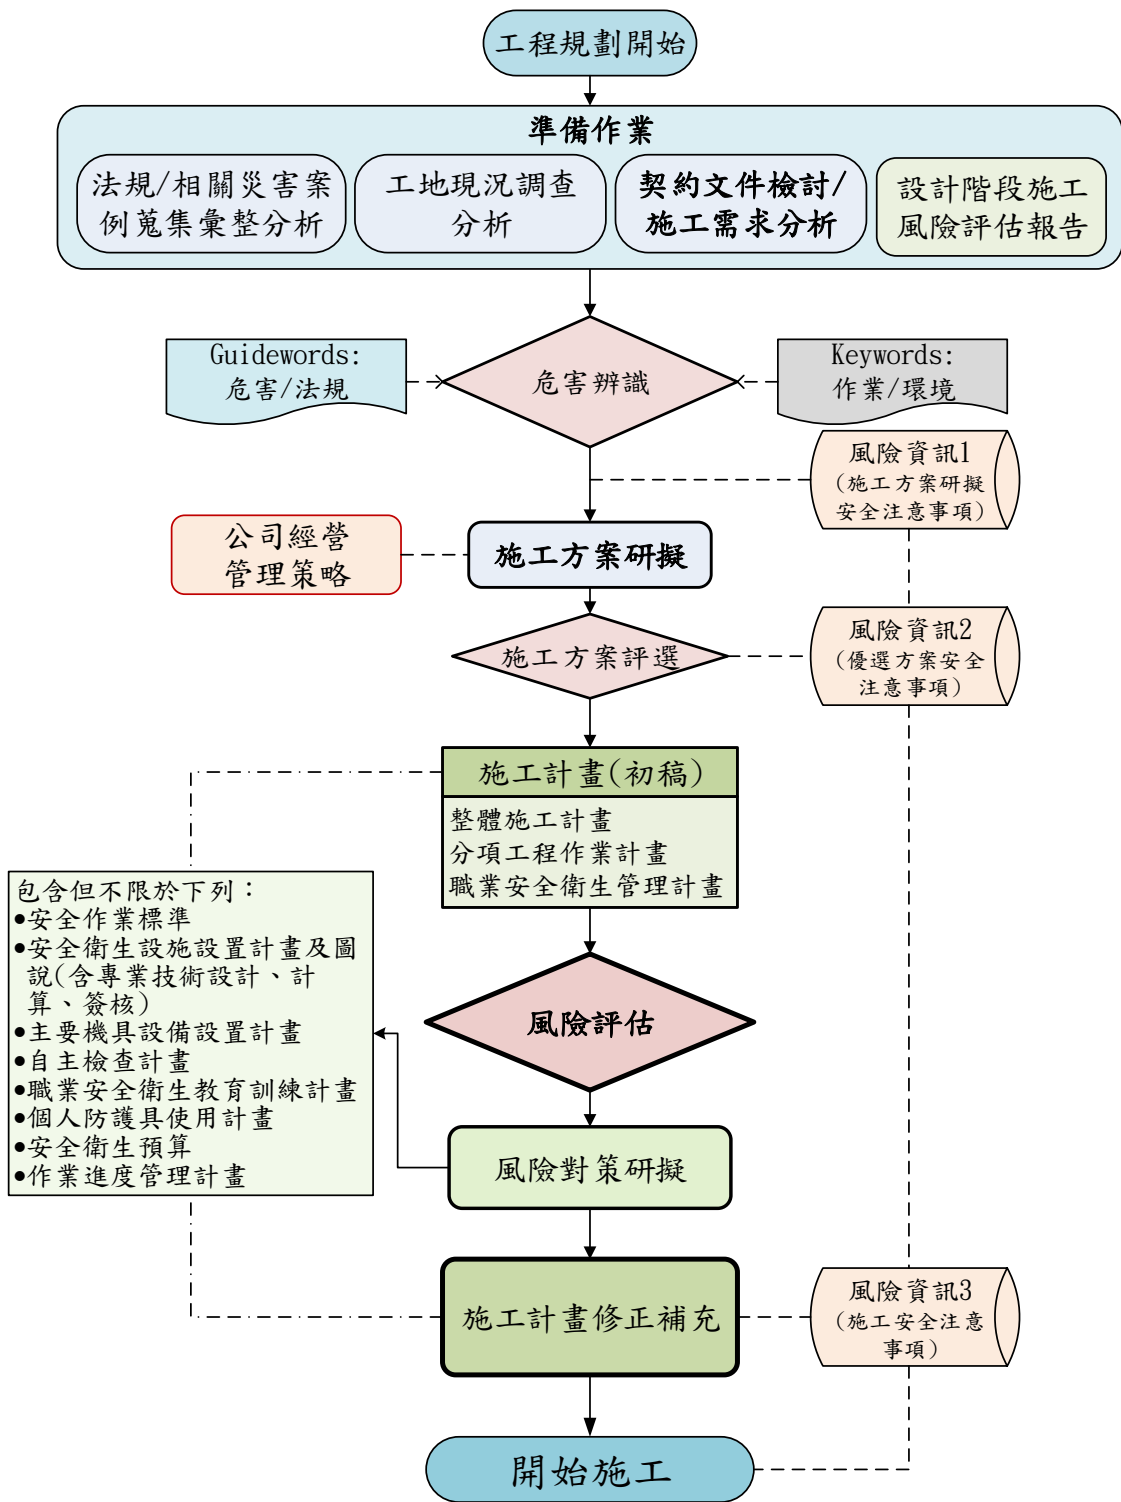 工程規劃開始
準備作業
法規/相關災害案
例蒐集彙整分析
工地現況調查
分析
契約文件檢討/
施工需求分析
設計階段施工
風險評估報告
Guidewords:
危害/法規
危害辨識
Keywords:
作業/環境
風險資訊1
(施工方案研擬
安全注意事項)
公司經營
管理策略
施工方案研擬
施工方案評選
風險資訊2
(優選方案安全
注意事項)
施工計畫(初稿)
整體施工計畫
分項工程作業計畫
職業安全衛生管理計畫
包含但不限於下列：
●安全作業標準
●安全衛生設施設置計畫及圖
說(含專業技術設計、計
算、簽核)
●主要機具設備設置計畫
●自主檢查計畫
●職業安全衛生教育訓練計畫
●個人防護具使用計畫
●安全衛生預算
●作業進度管理計畫
風險評估
風險對策研擬
施工計畫修正補充
風險資訊3
(施工安全注意
事項)
開始施工